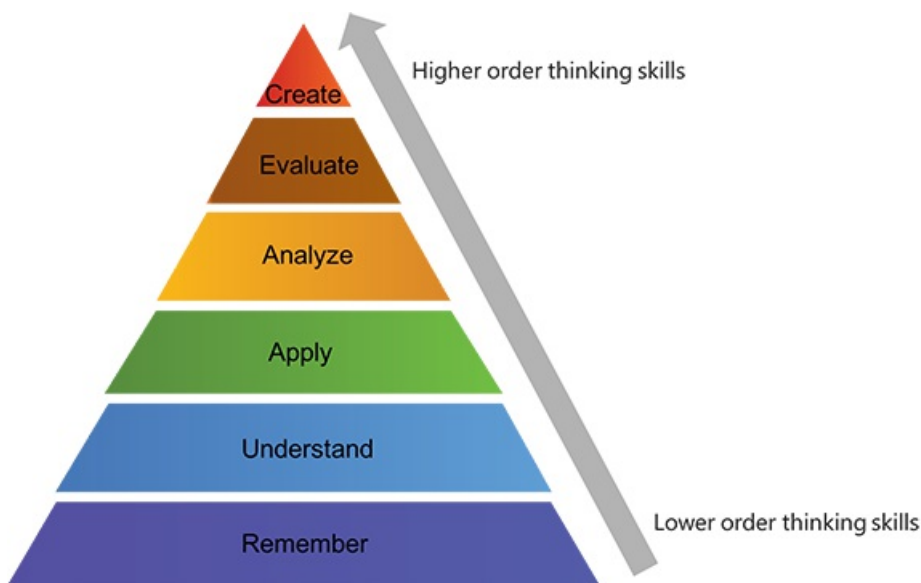 Create
Higher order thinking skills
Evaluate
Analyze
Apply
Understand
Lower order thinking skills
Remember